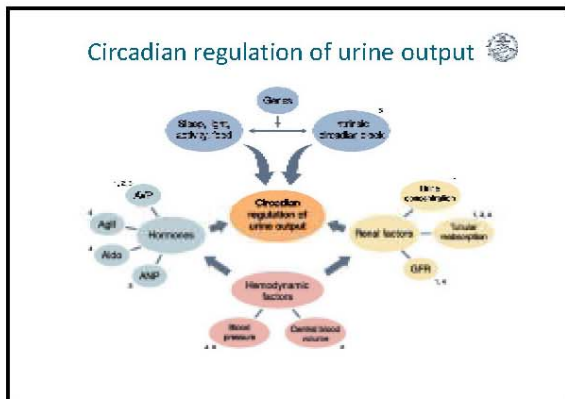 Circadian regulation of urine output
Genes
Sleep, light,
activity, food
Intrinsic
circadian clock
Circadian
regulation of
urine output
AVP
AgII
Hormones
Aldo
ANP
Urine
concentration
Renal factors
Tubular
reabsorption
GFR
Hemodynamic
factors
Blood
pressure
Central blood
volume